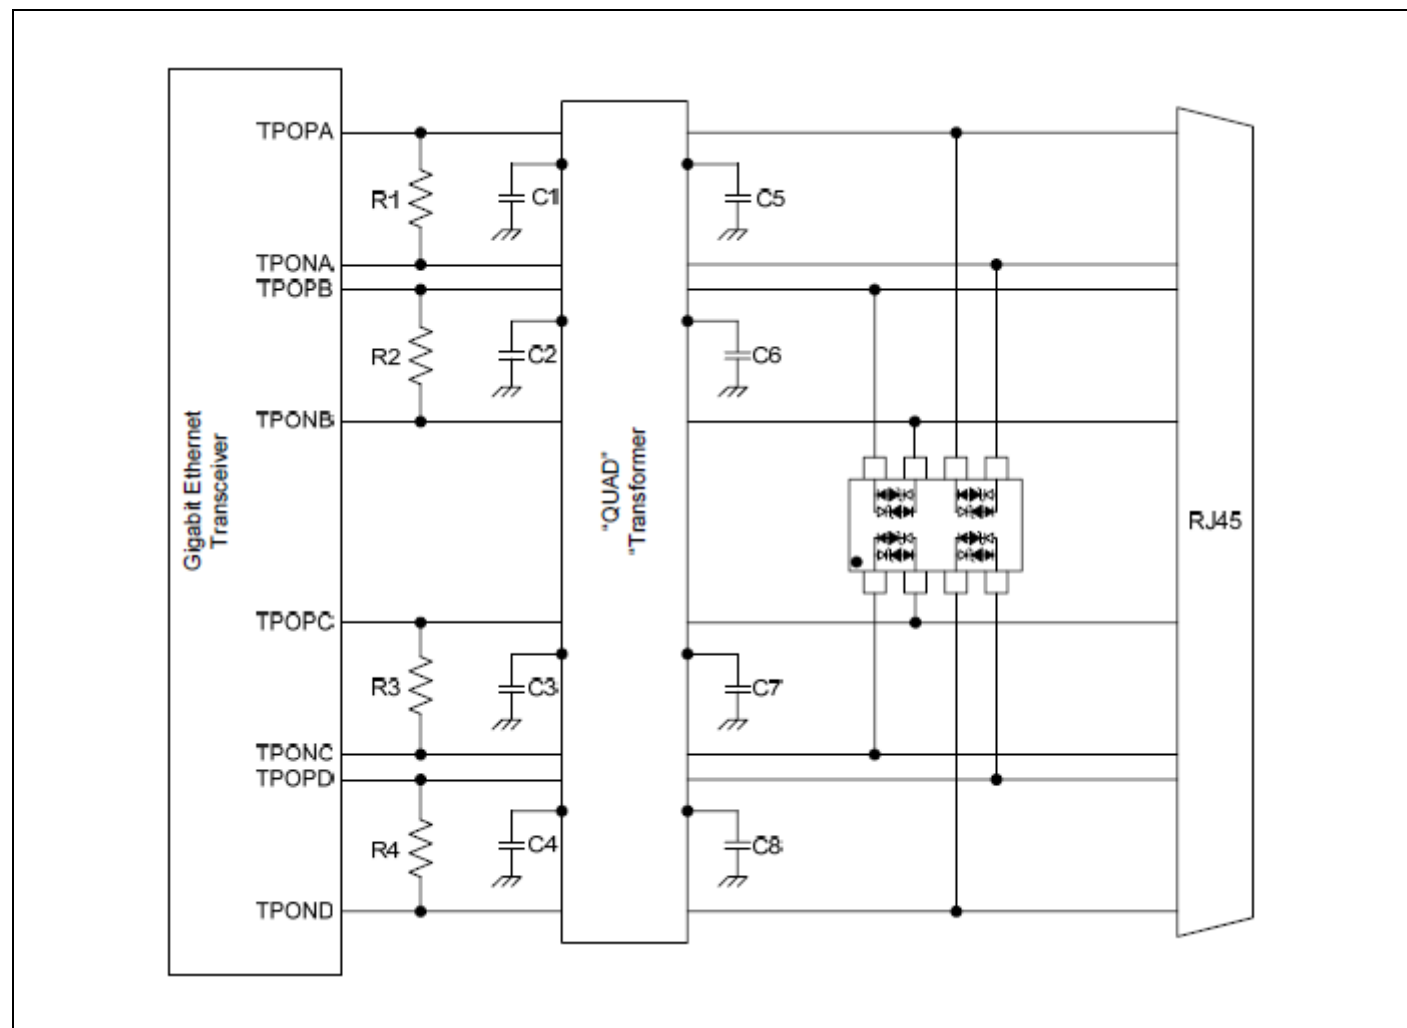 TPOPA
R1
C1
C5
TPONA
TPOPB
R2
C2
C6
TPONB
Gigabit Ethernet
Transceiver
"QUAD"
"Transformer
RJ45
TPOPC
R3
C3
C7
TPONC
TPOPD
R4
C4
C8
TPOND